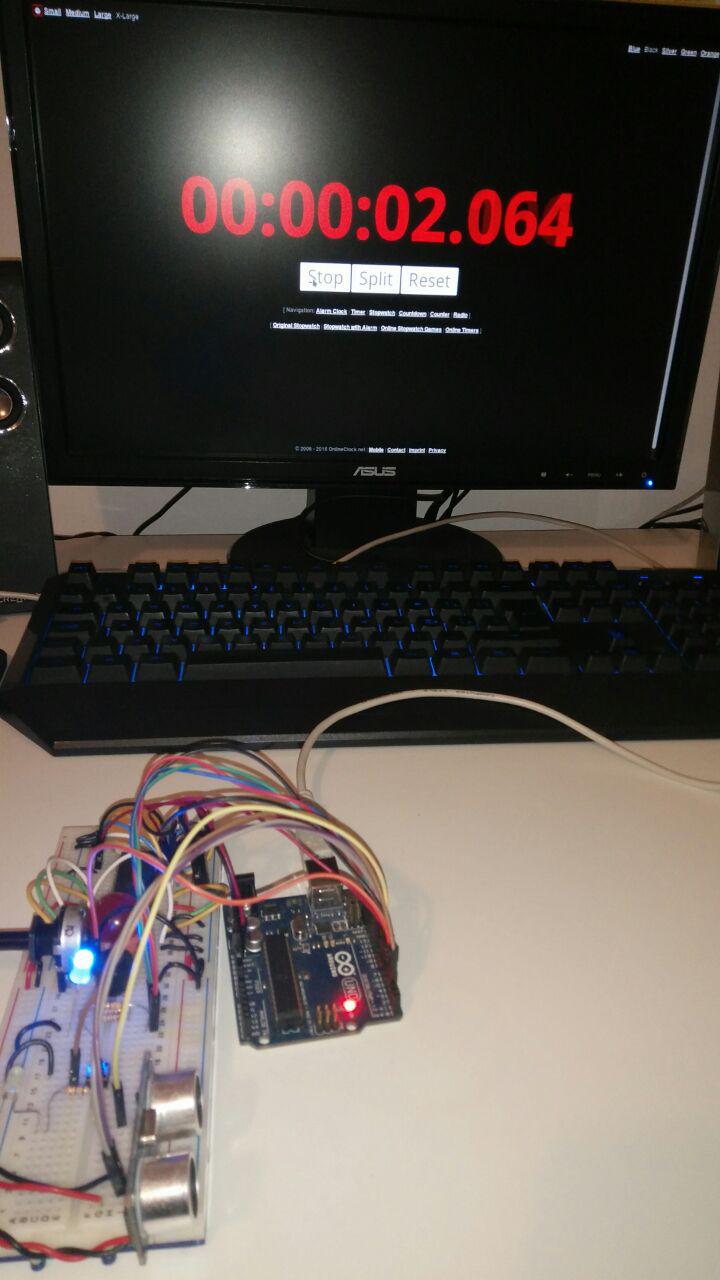 Small Medium Large X-Large
Blue Black Silver Green Orange
00:00:02.064
Stop Split Reset
[ Navigation: Alarm Clock Timer Stopwatch Countdown Counter Radio ]
[ Original Stopwatch Stopwatch with Alarm Online Stopwatch Games Online Timers ]
OnlineClock.net Mobile Contact Imprint Privacy
ASUS
MENU
UNO